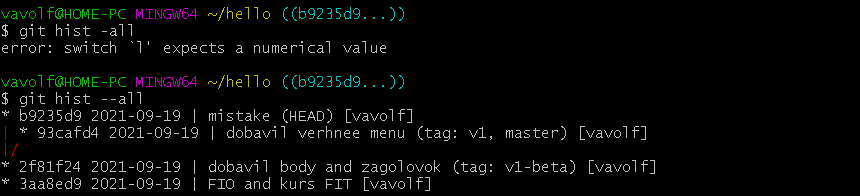 vavolf@HOME-PC MINGW64 ~/hello ((b9235d9...))
$ git hist -all
error: switch `l' expects a numerical value
vavolf@HOME-PC MINGW64 ~/hello ((b9235d9...))
$ git hist --all
* b9235d9 2021-09-19 | mistake (HEAD) [vavolf]
| * 93cafd4 2021-09-19 | dobavil verhnee menu (tag: v1, master) [vavolf]
|/
* 2f81f24 2021-09-19 | dobavil body and zagolovok (tag: v1-beta) [vavolf]
* 3aa8ed9 2021-09-19 | FIO and kurs FIT [vavolf]